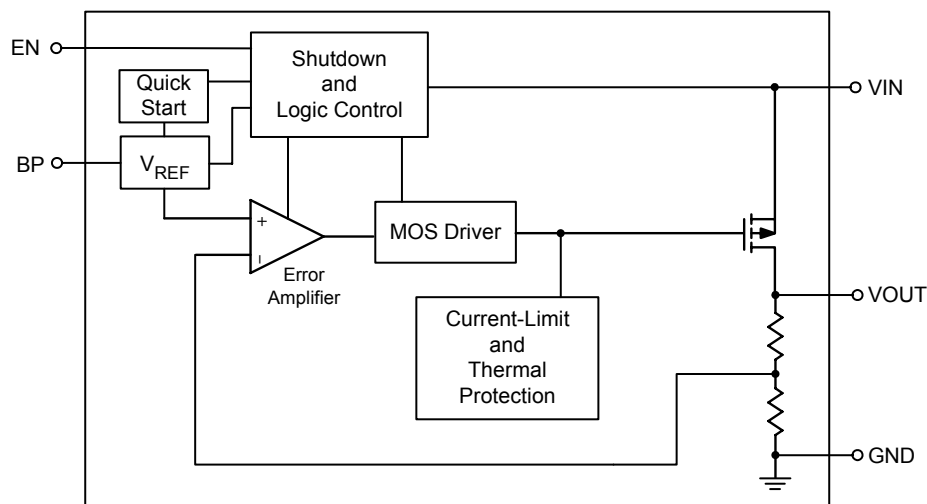 EN
Shutdown
and
Logic Control
Quick
Start
VIN
BP
VREF
+
MOS Driver
-
Error
Amplifier
VOUT
Current-Limit
and
Thermal
Protection
GND